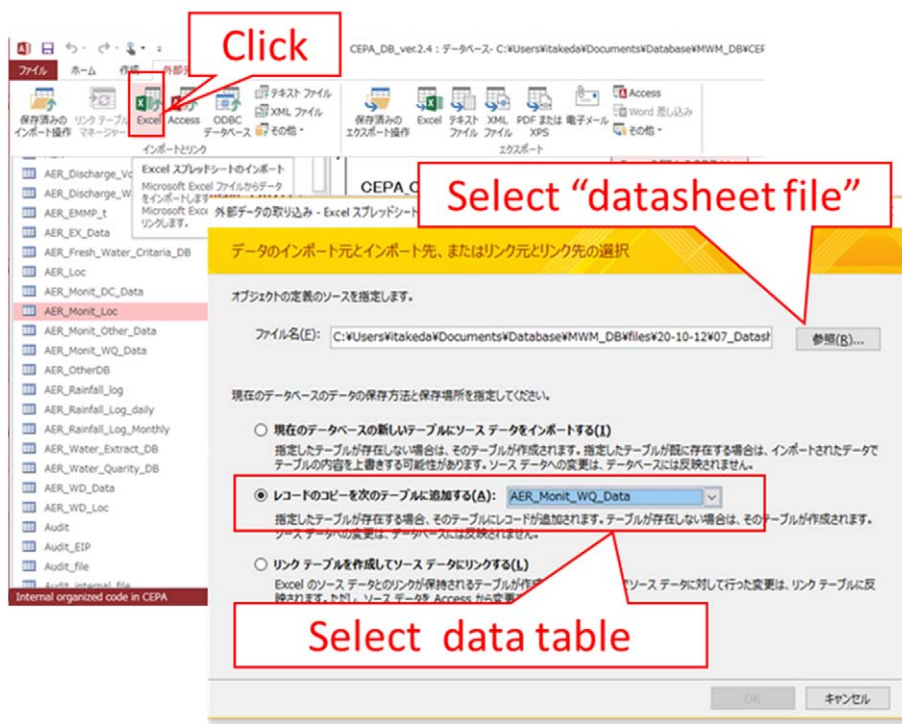 Click
CEPA_DB_ver.2.4 : データベース- C:¥Users¥itakeda¥Documents¥Database¥MWM_DB¥CEF
ファイル ホーム 作成 外部デ
保存済みの インポート操作
リンク テーブル マネージャー
Excel
Access
ODBC データベース
テキスト ファイル
XML ファイル
その他
インポートとリンク
保存済みの エクスポート操作
Excel
テキスト ファイル
XML ファイル
PDF または XPS
電子メール
Access
Word 差し込み
その他
エクスポート
Excel スプレッドシートのインポート
Microsoft Excel ファイルからデータ
をインポートします
Microsoft Exce
リンクします。
CEPA_C
Select “datasheet file”
AER_Discharge_Vo
AER_Discharge_W
AER_EMMP_t
AER_EX_Data
AER_Fresh_Water_Critaria_DB
AER_Loc
AER_Monit_DC_Data
AER_Monit_Loc
AER_Monit_Other_Data
AER_Monit_WQ_Data
AER_OtherDB
AER_Rainfall_log
AER_Rainfall_Log_daily
AER_Rainfall_Log_Monthly
AER_Water_Extract_DB
AER_Water_Quarity_DB
AER_WD_Data
AER_WD_Loc
Audit
Audit_EIP
Audit_file
Audit_internal_file
Internal organized code in CEPA
外部データの取り込み - Excel スプレッドシート
データのインポート元とインポート先、またはリンク元とリンク先の選択
オブジェクトの定義のソースを指定します。
ファイル名(F): C:¥Users¥itakeda¥Documents¥Database¥MWM_DB¥files¥20-10-12¥07_Datash 参照(R)...
現在のデータベースのデータの保存方法と保存場所を指定してください。
現在のデータベースの新しいテーブルにソース データをインポートする(I)
指定したテーブルが存在しない場合は、そのテーブルが作成されます。指定したテーブルが既に存在する場合は、インポートされたデータで
テーブルの内容を上書きする可能性があります。ソース データへの変更は、データベースには反映されません。
レコードのコピーを次のテーブルに追加する(A): AER_Monit_WQ_Data
指定したテーブルが存在する場合、そのテーブルにレコードが追加されます。テーブルが存在しない場合は、そのテーブルが作成されます。
ソース データへの変更は、データベースには反映されません。
リンク テーブルを作成してソース データにリンクする(L)
Excel のソース データとのリンクが保持されるテーブルが作成 でソース データに対して行った変更は、リンク テーブルに反
映されます。ただし、ソース データを Access から変更
Select data table
OK キャンセル